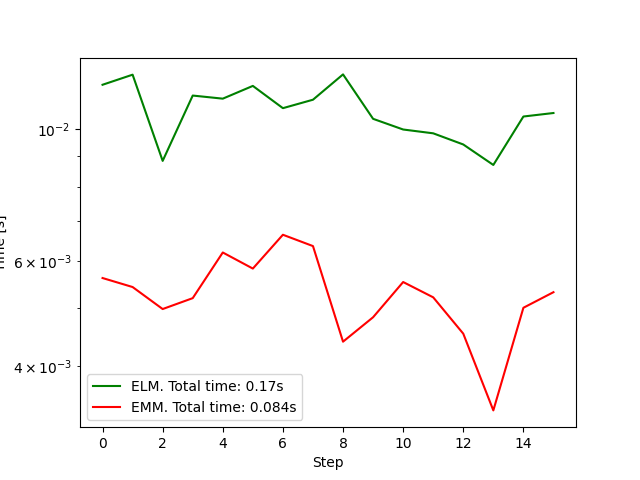 10⁻²
6 × 10⁻³
4 × 10⁻³
[s]
ELM. Total time: 0.17s
EMM. Total time: 0.084s
0 2 4 6 8 10 12 14
Step